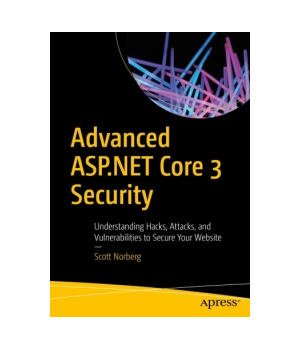 Advanced
ASP.NET Core 3
Security
Understanding Hacks, Attacks, and
Vulnerabilities to Secure Your Website
—
Scott Norberg
Apress®